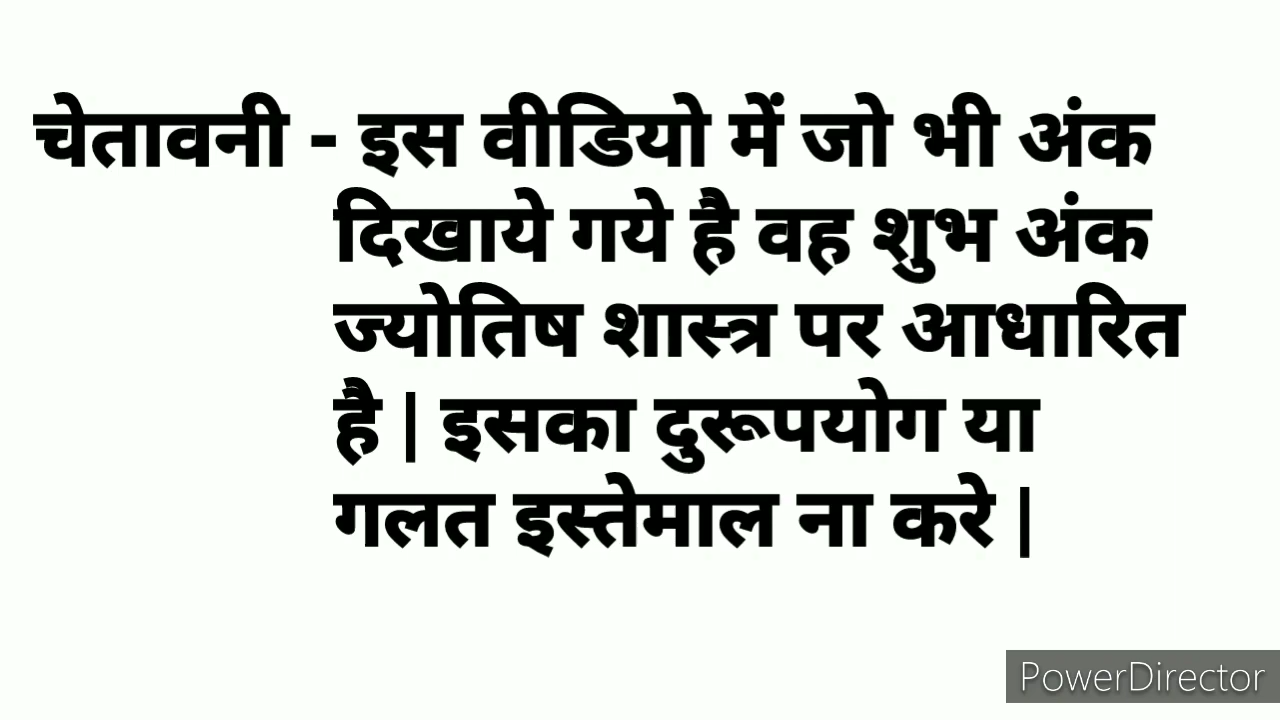 चेतावनी - इस वीडियो में जो भी अंक
दिखाये गये है वह शुभ अंक
ज्योतिष शास्त्र पर आधारित
है | इसका दुरूपयोग या
गलत इस्तेमाल ना करे |
PowerDirector